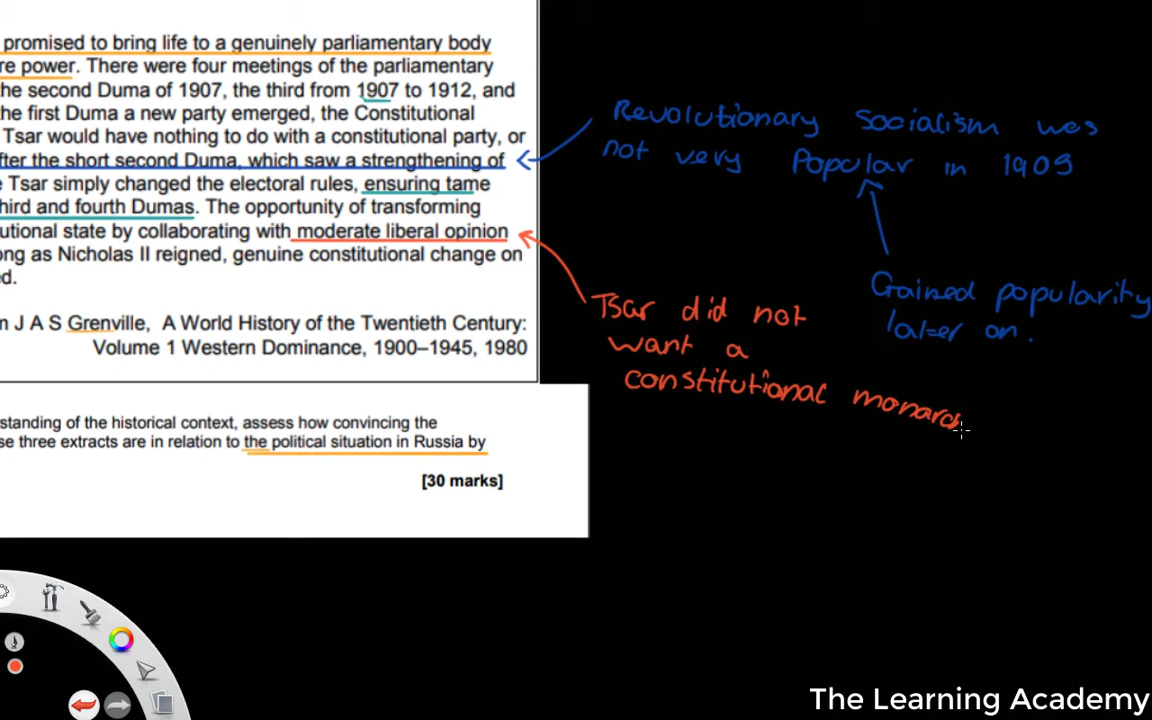 promised to bring life to a genuinely parliamentary body
re power. There were four meetings of the parliamentary
he second Duma of 1907, the third from 1907 to 1912, and
he first Duma a new party emerged, the Constitutional
Tsar would have nothing to do with a constitutional party, or
fter the short second Duma, which saw a strengthening of
e Tsar simply changed the electoral rules, ensuring tame
hird and fourth Dumas. The opportunity of transforming
utional state by collaborating with moderate liberal opinion
ong as Nicholas II reigned, genuine constitutional change on
ed.
m J A S Grenville, A World History of the Twentieth Century:
Volume 1 Western Dominance, 1900–1945, 1980
rstanding of the historical context, assess how convincing the
se three extracts are in relation to the political situation in Russia by
[30 marks]
Revolutionary Socialism was
not very Popular in 1909
Gained popularity
later on.
Tsar did not
want a
constitutional monarc
The Learning Academy